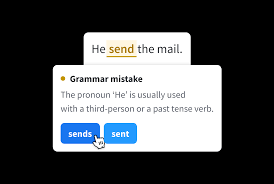 He send the mail.
Grammar mistake
The pronoun ‘He’ is usually used
with a third-person or a past tense verb.
sends sent